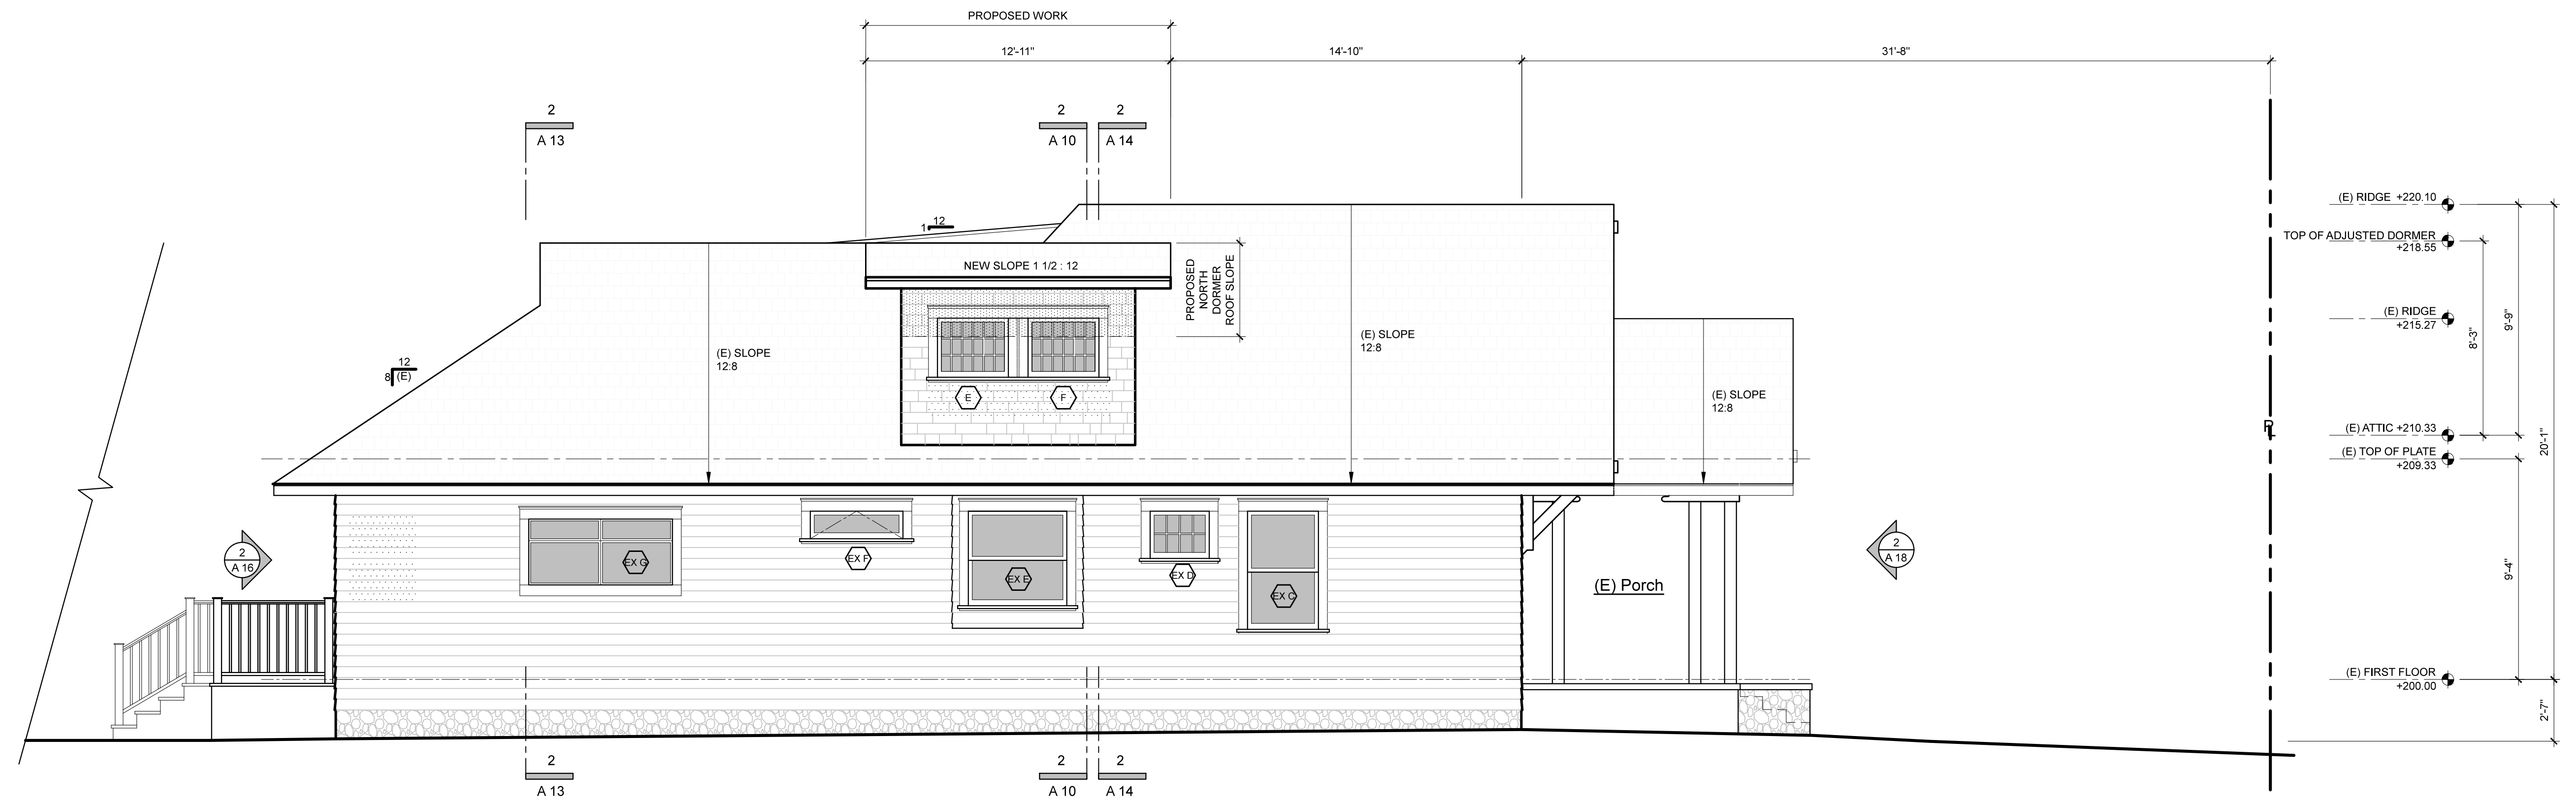 PROPOSED WORK
12'-11"
14'-10"
31'-8"
2
A 13
2
A 10
2
A 14
(E) RIDGE +220.10
12
1
TOP OF ADJUSTED DORMER
+218.55
NEW SLOPE 1 1/2 : 12
PROPOSED
NORTH
DORMER
ROOF SLOPE
(E) RIDGE
+215.27
8'-3"
9'-9"
(E) SLOPE
12:8
(E) SLOPE
12:8
12
8
(E)
(E) SLOPE
12:8
E
F
PL
(E) ATTIC +210.33
20'-1"
(E) TOP OF PLATE
+209.33
2
A 16
EX G
EX F
EX E
EX D
EX C
(E) Porch
2
A 18
9'-4"
(E) FIRST FLOOR
+200.00
2'-7"
2
A 13
2
A 10
2
A 14